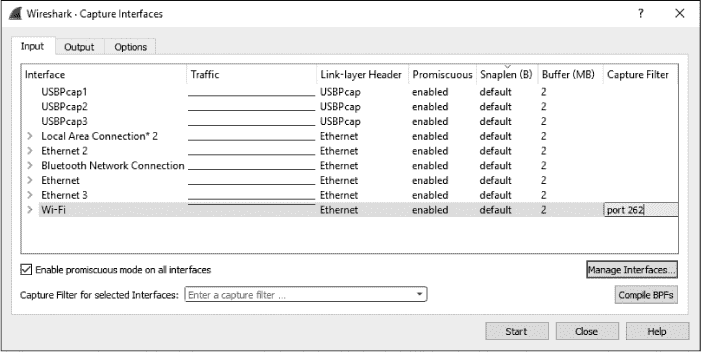 Wireshark · Capture Interfaces ? ×
Input Output Options
Interface Traffic Link-layer Header Promiscuous Snaplen (B) Buffer (MB) Capture Filter
USBPcap1 USBPcap enabled default 2
USBPcap2 USBPcap enabled default 2
USBPcap3 USBPcap enabled default 2
> Local Area Connection* 2 Ethernet enabled default 2
> Ethernet 2 Ethernet enabled default 2
> Bluetooth Network Connection Ethernet enabled default 2
> Ethernet Ethernet enabled default 2
> Ethernet 3 Ethernet enabled default 2
> Wi-Fi Ethernet enabled default 2 port 262
Enable promiscuous mode on all interfaces Manage Interfaces...
Capture Filter for selected Interfaces: Enter a capture filter ... Compile BPFs
Start Close Help